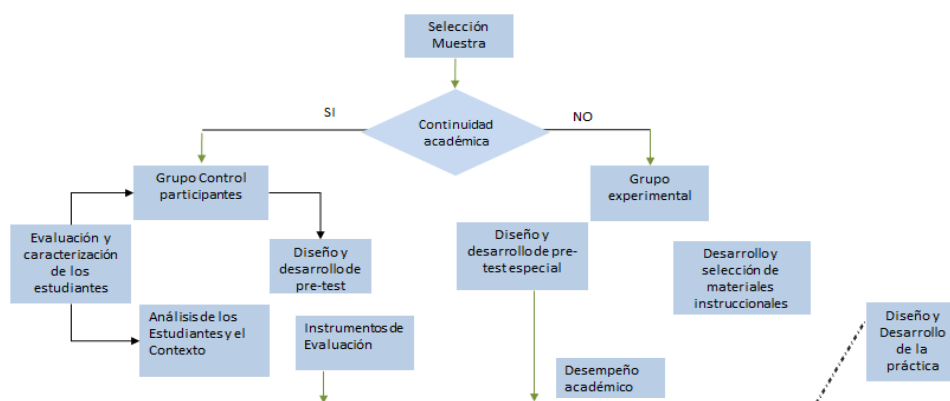 Selección
Muestra
SI
NO
Continuidad
académica
Grupo Control
participantes
Grupo
experimental
Evaluación y
caracterización
de los
estudiantes
Diseño y
desarrollo de
pre-test
Diseño y
desarrollo de pre-
test especial
Desarrollo y
selección de
materiales
instruccionales
Análisis de los
Estudiantes y el
Contexto
Instrumentos de
Evaluación
Desempeño
académico
Diseño y
Desarrollo
de la
práctica